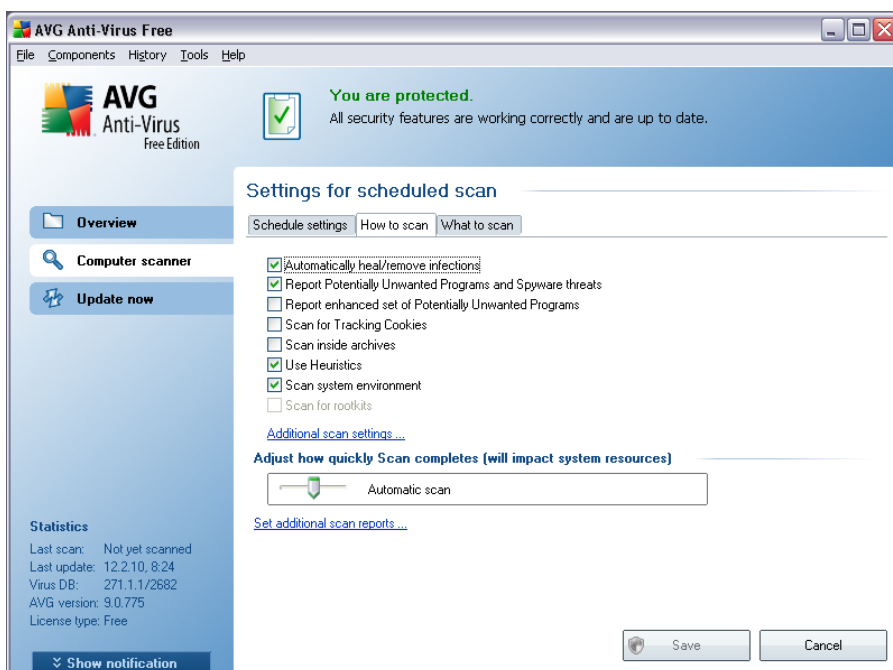 AVG Anti-Virus Free
File Components History Tools Help
AVG
Anti-Virus
Free Edition
You are protected.
All security features are working correctly and are up to date.
Overview
Computer scanner
Update now
Settings for scheduled scan
Schedule settings How to scan What to scan
Automatically heal/remove infections
Report Potentially Unwanted Programs and Spyware threats
Report enhanced set of Potentially Unwanted Programs
Scan for Tracking Cookies
Scan inside archives
Use Heuristics
Scan system environment
Scan for rootkits
Additional scan settings ...
Adjust how quickly Scan completes (will impact system resources)
Automatic scan
Set additional scan reports ...
Statistics
Last scan: Not yet scanned
Last update: 12.2.10, 8:24
Virus DB: 271.1.1/2682
AVG version: 9.0.775
License type: Free
Show notification
Save Cancel